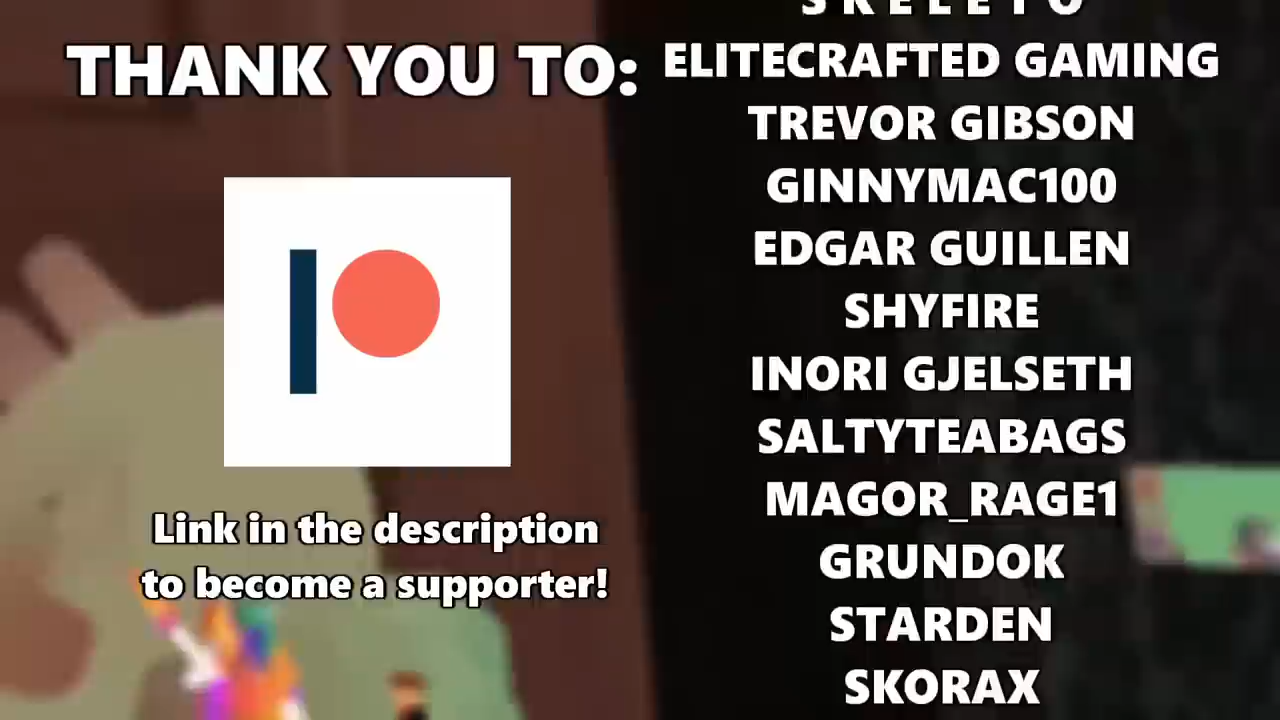 THANK YOU TO:
Link in the description
to become a supporter!
S K E L E T O
ELITECRAFTED GAMING
TREVOR GIBSON
GINNYMAC100
EDGAR GUILLEN
SHYFIRE
INORI GJELSETH
SALTYTEABAGS
MAGOR_RAGE1
GRUNDOK
STARDEN
SKORAX